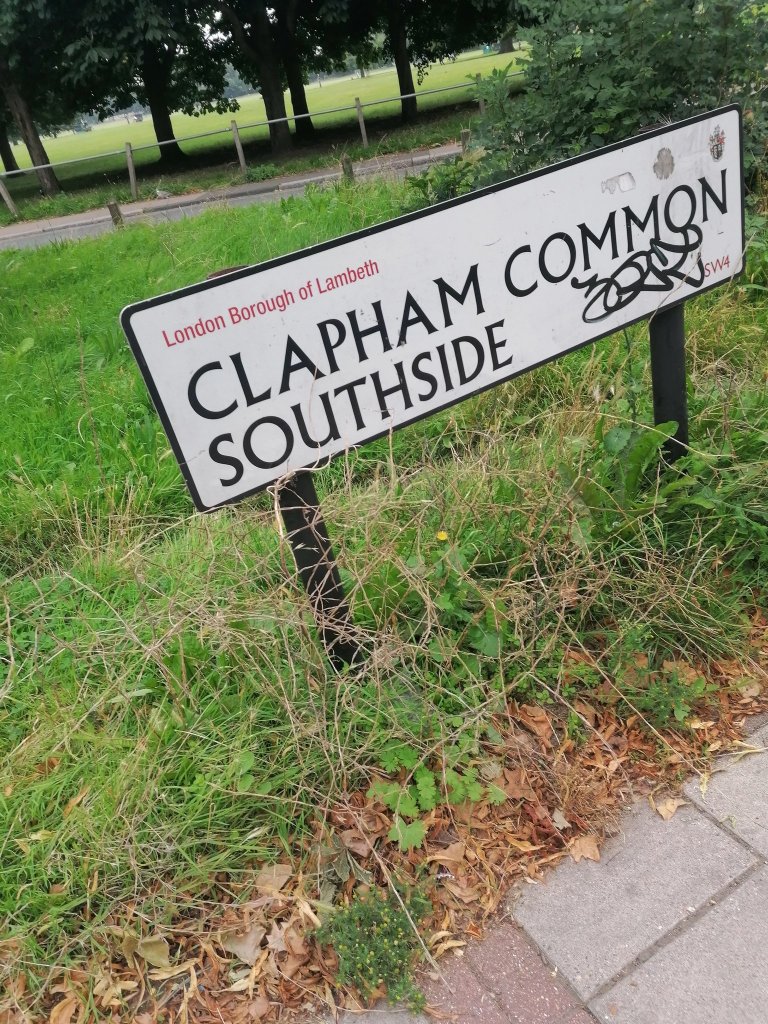 London Borough of Lambeth
CLAPHAM COMMON
SOUTHSIDE
SW4